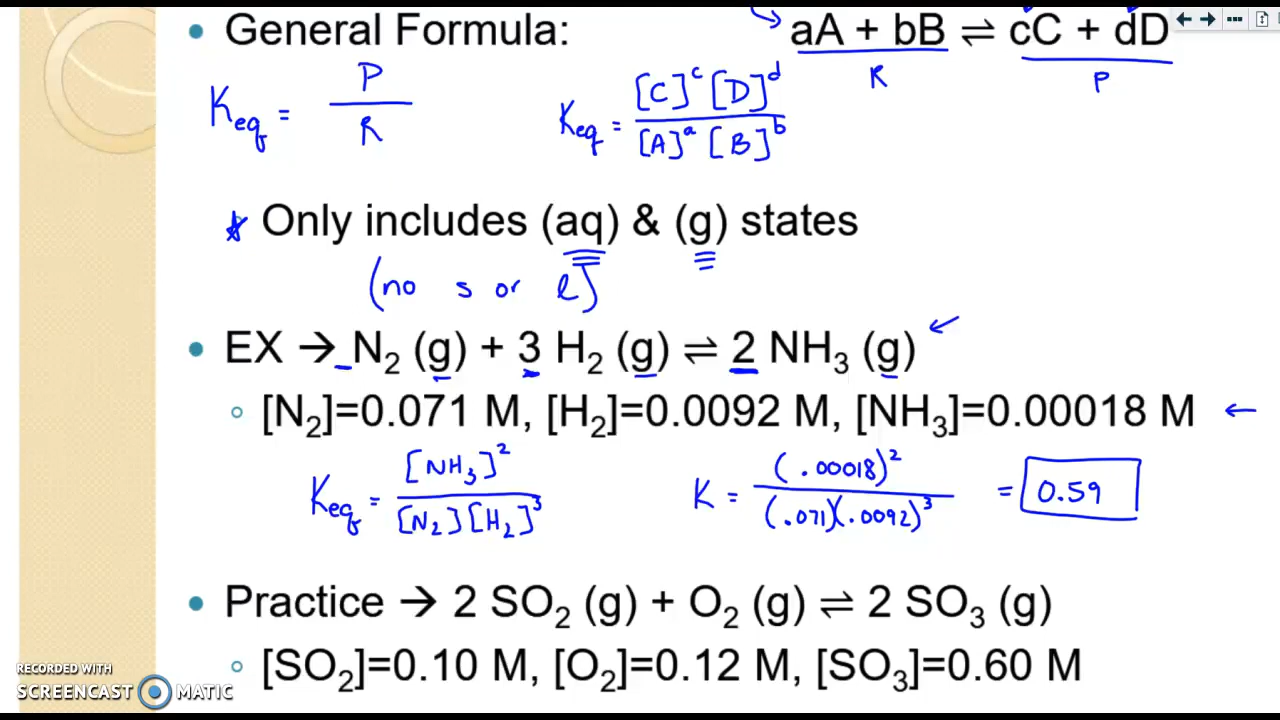 • General Formula: aA + bB ⇌ cC + dD
R P
Keq = P / R
Keq = [C]^c [D]^d / [A]^a [B]^b
* Only includes (aq) & (g) states
(no s or l)
• EX → N₂ (g) + 3 H₂ (g) ⇌ 2 NH₃ (g) ←
◦ [N₂]=0.071 M, [H₂]=0.0092 M, [NH₃]=0.00018 M ←
Keq = [NH₃]² / [N₂][H₂]³ K = (.00018)² / (.071)(.0092)³ = 0.59
• Practice → 2 SO₂ (g) + O₂ (g) ⇌ 2 SO₃ (g)
◦ [SO₂]=0.10 M, [O₂]=0.12 M, [SO₃]=0.60 M
RECORDED WITH
SCREENCAST MATIC